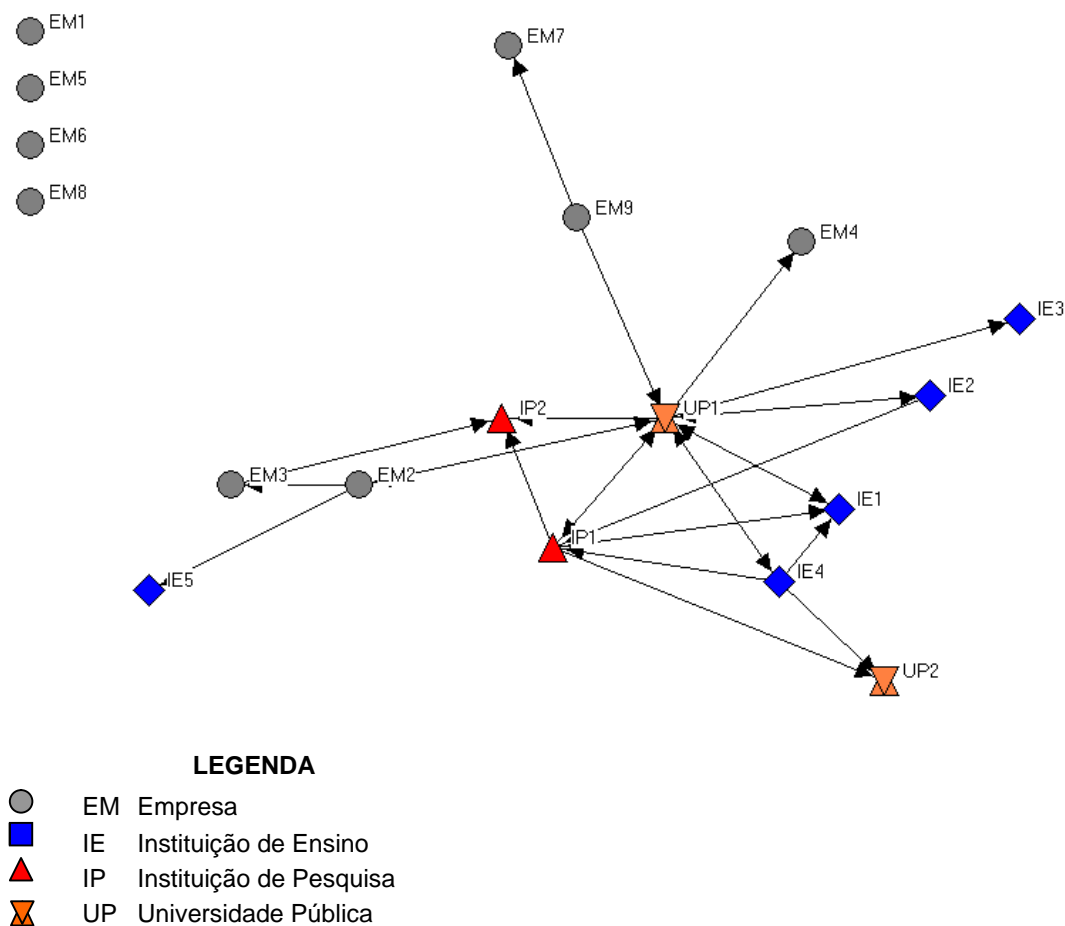 EM1
EM7
EM5
EM6
EM8
EM9
EM4
IE3
IE2
IP2
UP1
EM3
EM2
IE1
IP1
IE5
IE4
UP2
LEGENDA
EM Empresa
IE Instituição de Ensino
IP Instituição de Pesquisa
UP Universidade Pública